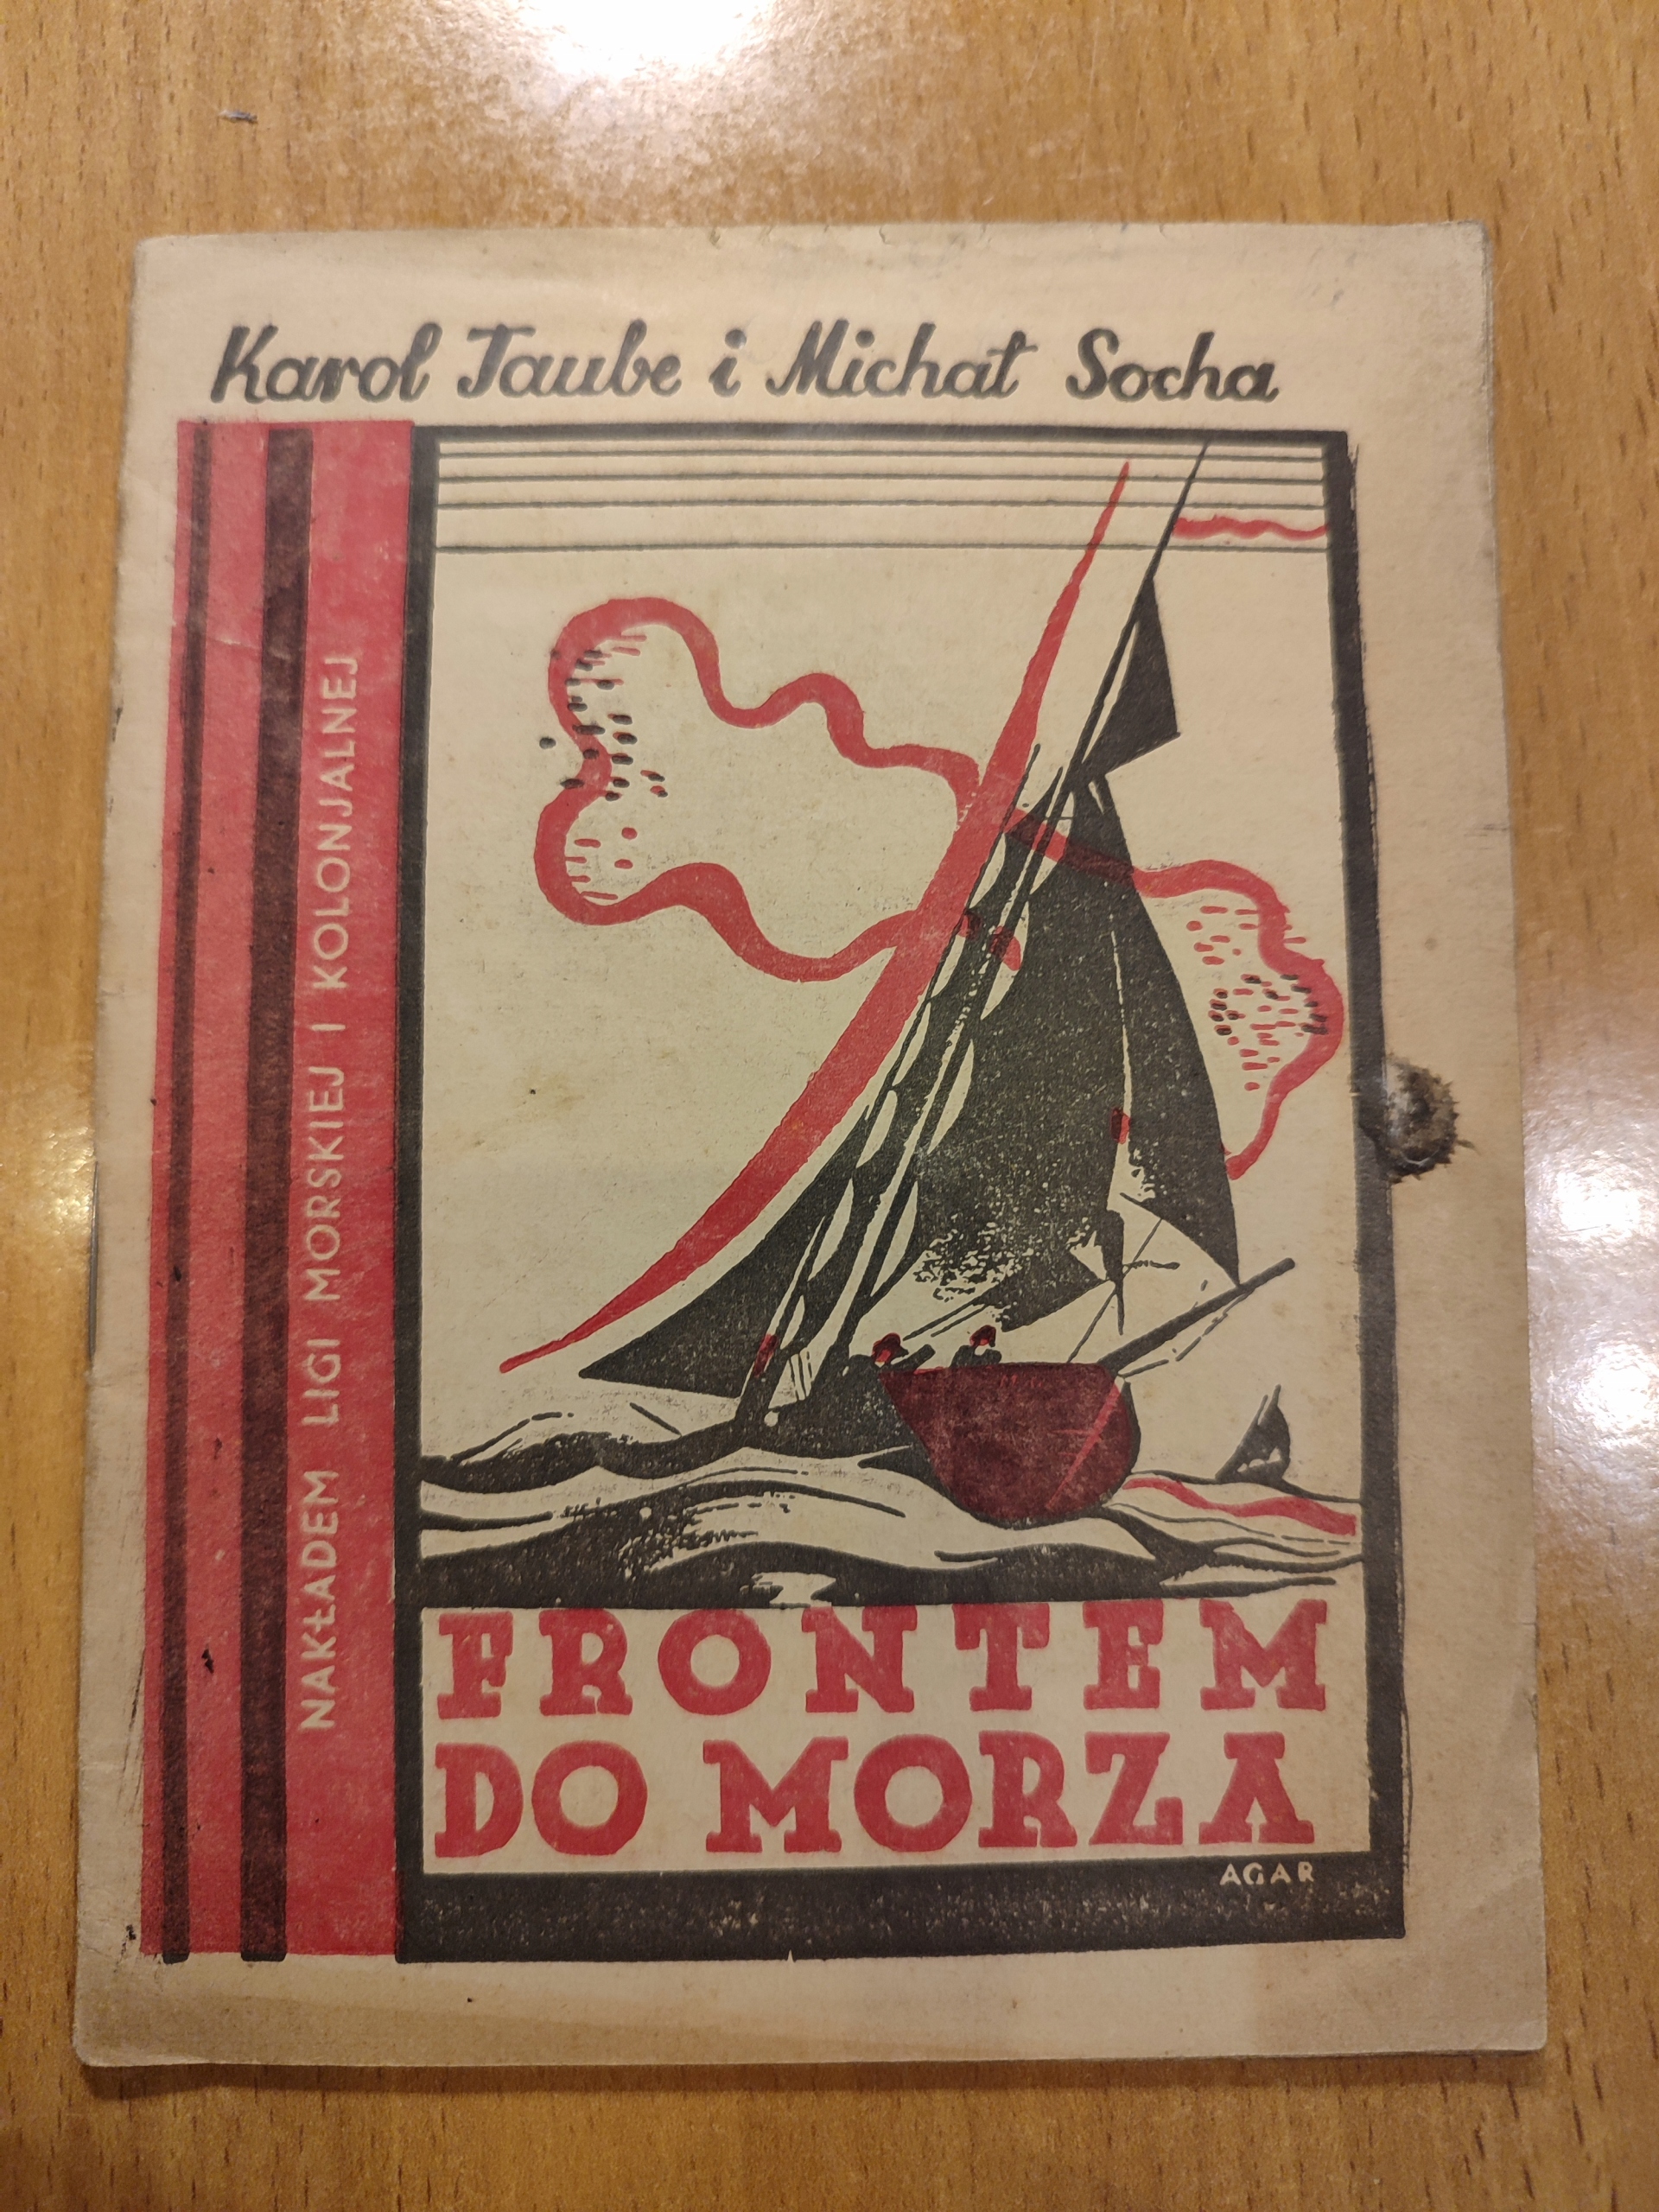 Karol Taube i Michał Socha
NAKŁADEM LIGI MORSKIEJ I KOLONJALNEJ
FRONTEM
DO MORZA
AGAR